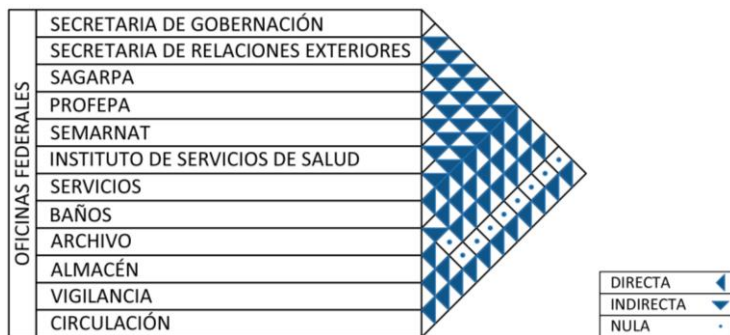 OFICINAS FEDERALES
SECRETARIA DE GOBERNACIÓN
SECRETARIA DE RELACIONES EXTERIORES
SAGARPA
PROFEPA
SEMARNAT
INSTITUTO DE SERVICIOS DE SALUD
SERVICIOS
BAÑOS
ARCHIVO
ALMACÉN
VIGILANCIA
CIRCULACIÓN
DIRECTA
INDIRECTA
NULA